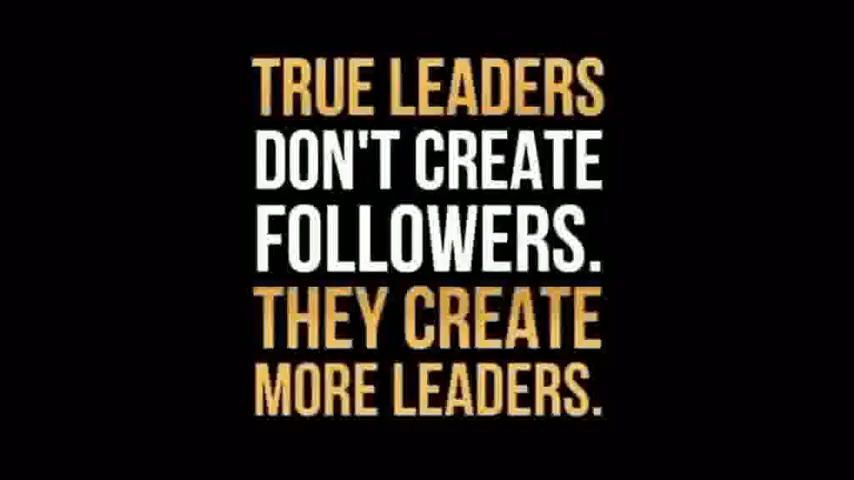 TRUE LEADERS
DON'T CREATE
FOLLOWERS.
THEY CREATE
MORE LEADERS.